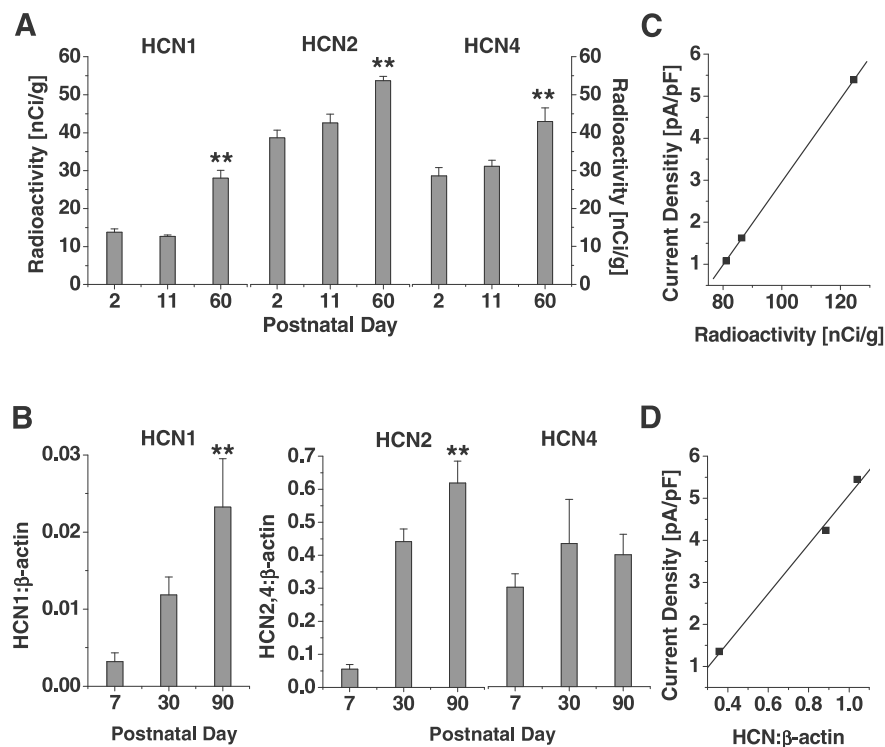 A
HCN1 HCN2 HCN4
Radioactivity [nCi/g]
60
50
40
30
20
10
0
** ** **
60
50
40
30
20
10
0
Radioactivity [nCi/g]
2 11 60 2 11 60 2 11 60
Postnatal Day
C
Current Densitiy [pA/pF]
6
5
4
3
2
1
80 100 120
Radioactivity [nCi/g]
B
HCN1
HCN1:β-actin
0.03
0.02
0.01
0.00
**
7 30 90
Postnatal Day
HCN2 HCN4
HCN2,4:β-actin
0.7
0.6
0.5
0.4
0.3
0.2
0.1
0.0
**
7 30 90 7 30 90
Postnatal Day
D
Current Density [pA/pF]
6
5
4
3
2
1
0.4 0.6 0.8 1.0
HCN:β-actin